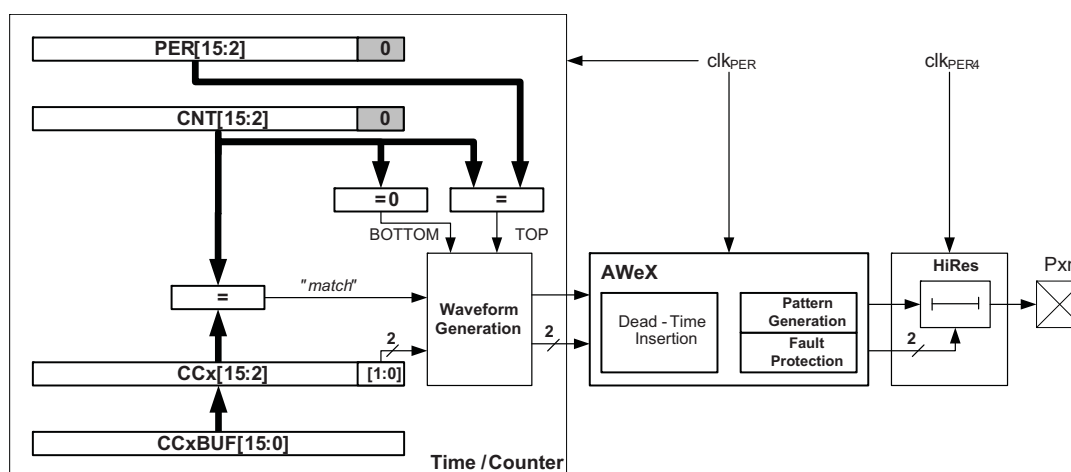 PER[15:2] 0
clkPER
clkPER4
CNT[15:2] 0
= 0
=
BOTTOM
TOP
"match"
=
Waveform Generation
2
2
CCx[15:2] [1:0]
CCxBUF[15:0]
Time / Counter
AWeX
Dead - Time Insertion
Pattern Generation
Fault Protection
2
HiRes